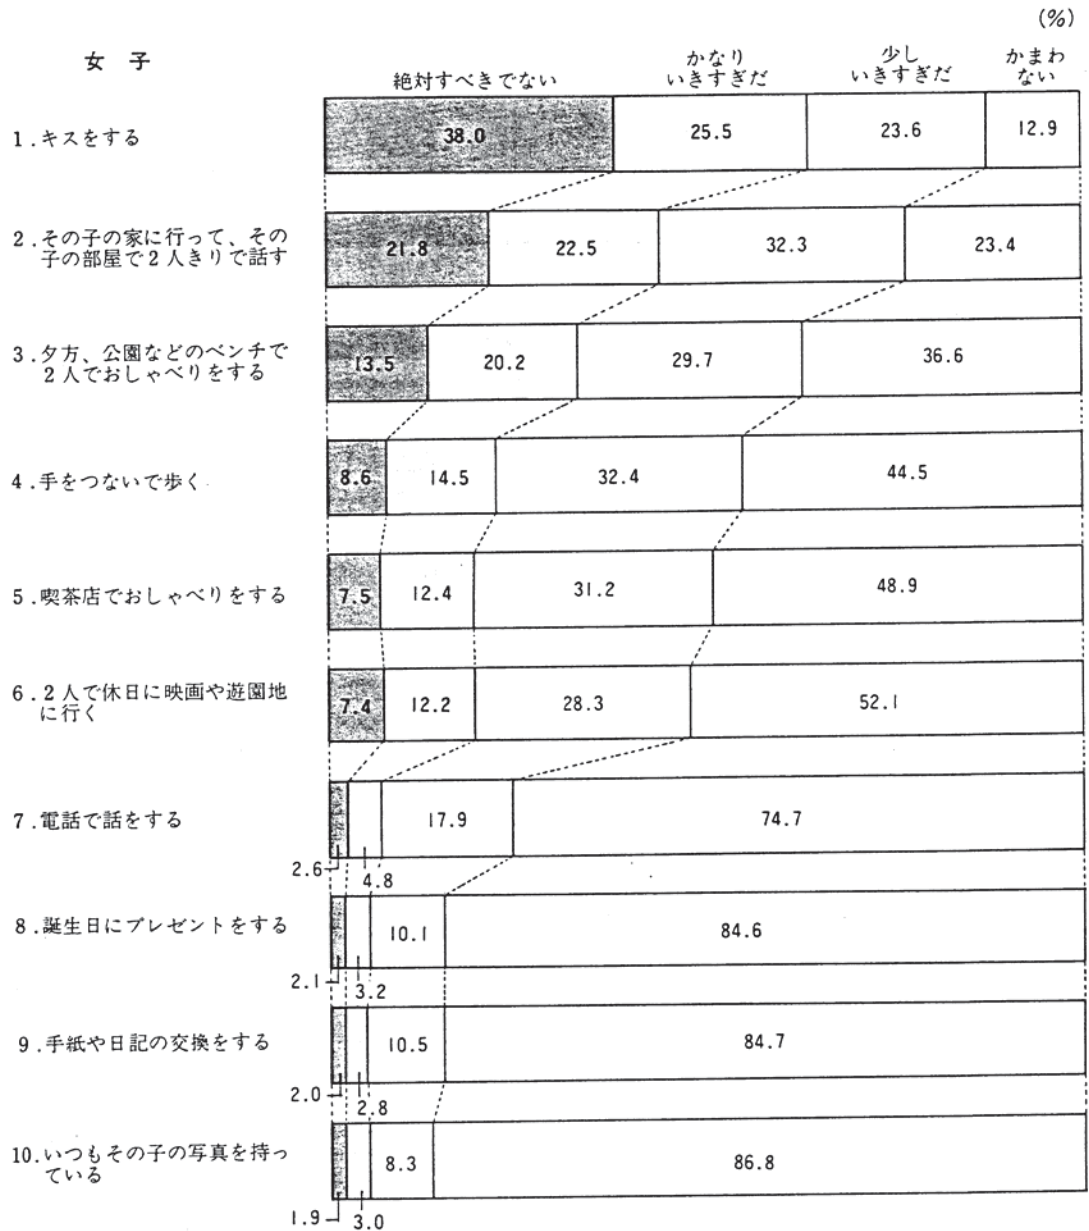 (%)
女 子
絶対すべきでない
かなり
いきすぎだ
少し
いきすぎだ
かまわ
ない
1.キスをする
38.0
25.5
23.6
12.9
2.その子の家に行って、その
子の部屋で2人きりで話す
21.8
22.5
32.3
23.4
3.夕方、公園などのベンチで
2人でおしゃべりをする
13.5
20.2
29.7
36.6
4.手をつないで歩く
8.6
14.5
32.4
44.5
5.喫茶店でおしゃべりをする
7.5
12.4
31.2
48.9
6.2人で休日に映画や遊園地
に行く
7.4
12.2
28.3
52.1
7.電話で話をする
17.9
74.7
2.6
4.8
8.誕生日にプレゼントをする
10.1
84.6
2.1
3.2
9.手紙や日記の交換をする
10.5
84.7
2.0
2.8
10.いつもその子の写真を持っ
ている
8.3
86.8
1.9
3.0